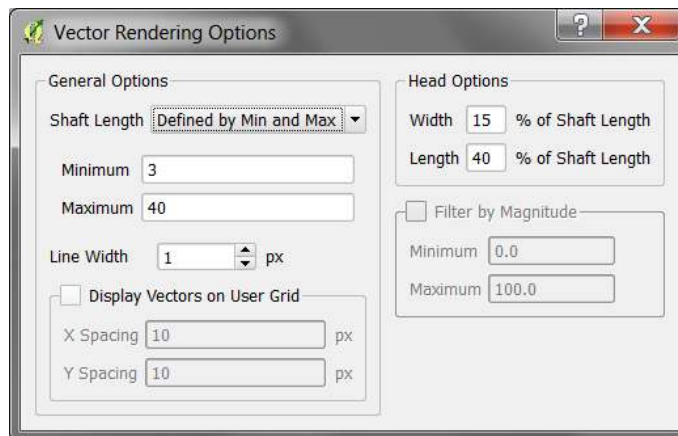 Vector Rendering Options
General Options
Shaft Length Defined by Min and Max
Minimum 3
Maximum 40
Line Width 1 px
Display Vectors on User Grid
X Spacing 10 px
Y Spacing 10 px
Head Options
Width 15 % of Shaft Length
Length 40 % of Shaft Length
Filter by Magnitude
Minimum 0.0
Maximum 100.0